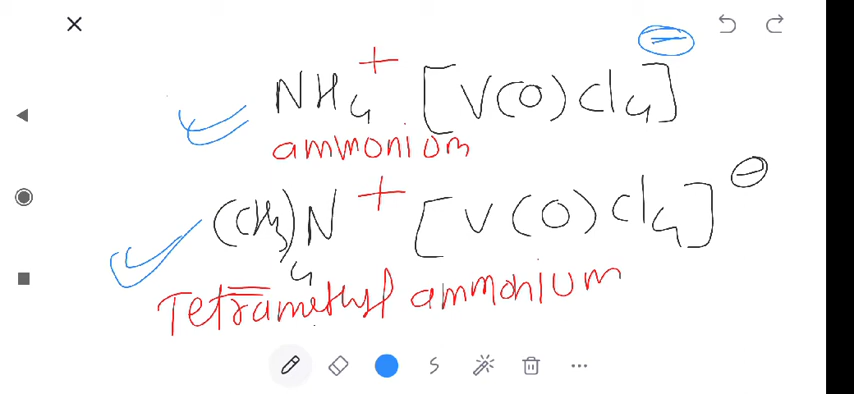 NH4+ [V(O)Cl4]−
ammonium
(CH3)4N+ [V(O)Cl4]−
Tetramethyl ammonium